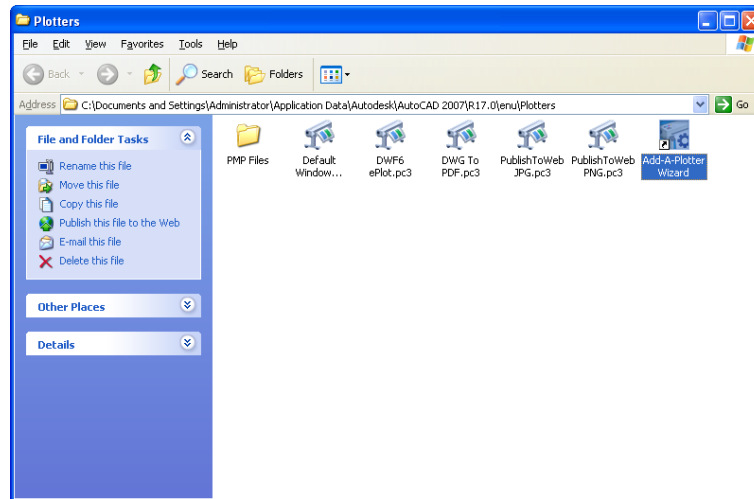 Plotters
File Edit View Favorites Tools Help
Back Search Folders
Address C:\Documents and Settings\Administrator\Application Data\Autodesk\AutoCAD 2007\R17.0\enu\Plotters Go
File and Folder Tasks
Rename this file
Move this file
Copy this file
Publish this file to the Web
E-mail this file
Delete this file
Other Places
Details
PMP Files
Default
Window...
DWF6
ePlot.pc3
DWG To
PDF.pc3
PublishToWeb
JPG.pc3
PublishToWeb
PNG.pc3
Add-A-Plotter
Wizard